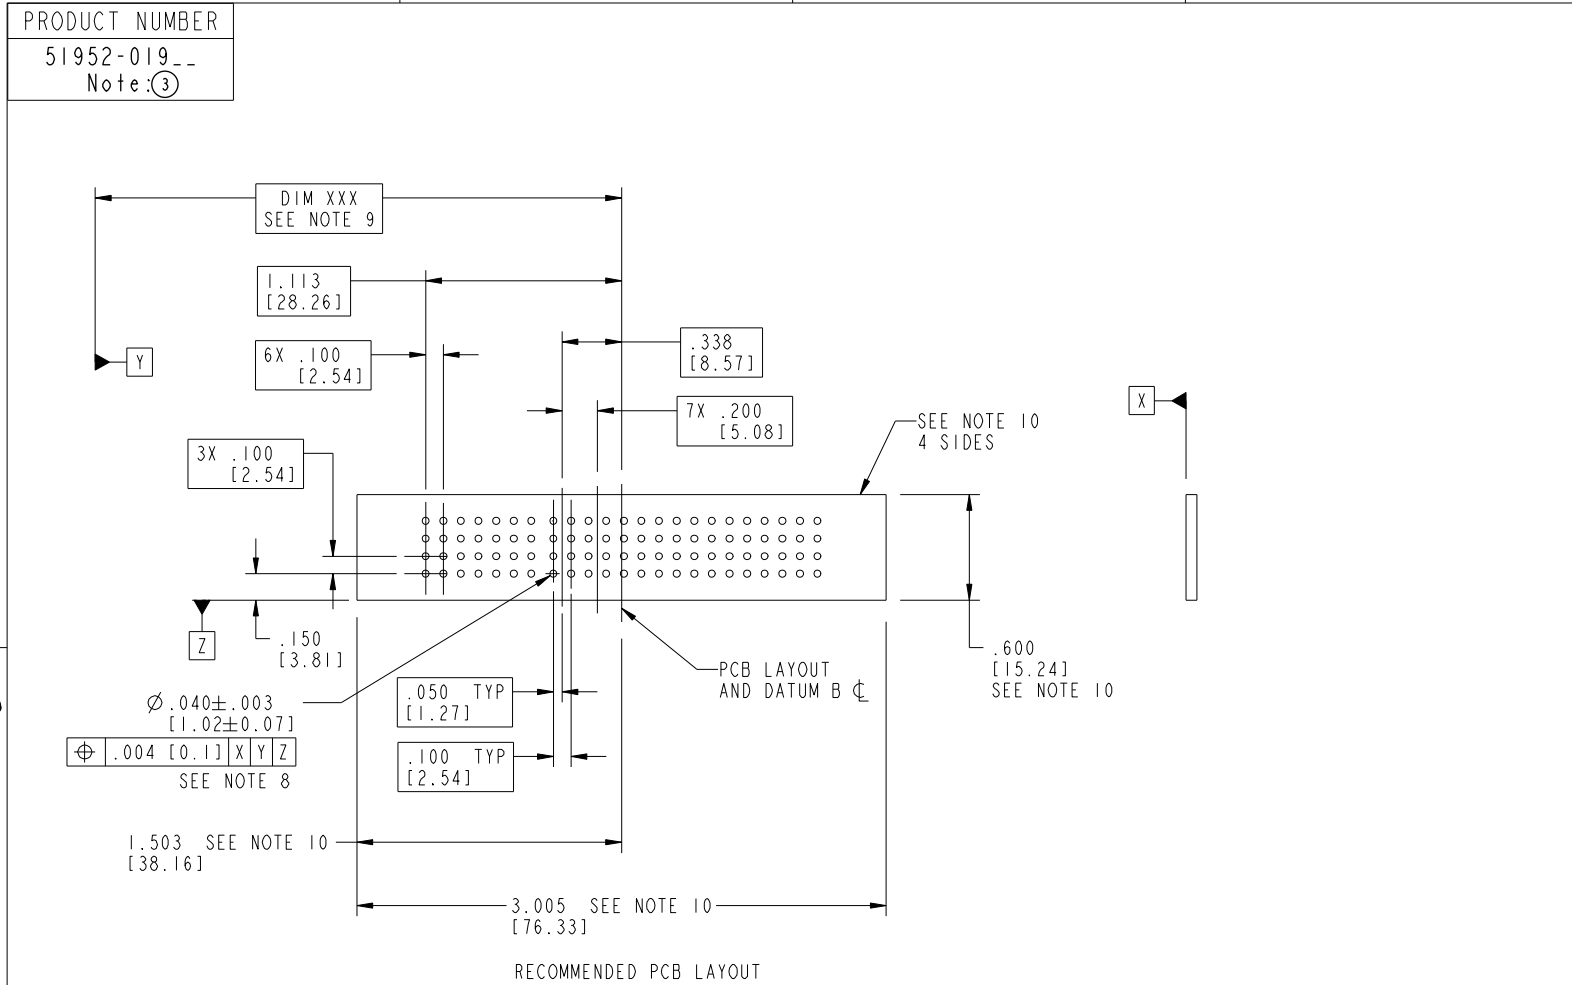 PRODUCT NUMBER
51952-019__
Note: 3
DIM XXX
SEE NOTE 9
1.113
[28.26]
6X .100
[2.54]
.338
[8.57]
7X .200
[5.08]
Y
X
3X .100
[2.54]
SEE NOTE 10
4 SIDES
Z
.150
[3.81]
.600
[15.24]
SEE NOTE 10
PCB LAYOUT
AND DATUM B ℄
.050 TYP
[1.27]
Ø.040±.003
[1.02±0.07]
⌖ .004 [0.1] X Y Z
SEE NOTE 8
.100 TYP
[2.54]
1.503 SEE NOTE 10
[38.16]
3.005 SEE NOTE 10
[76.33]
RECOMMENDED PCB LAYOUT